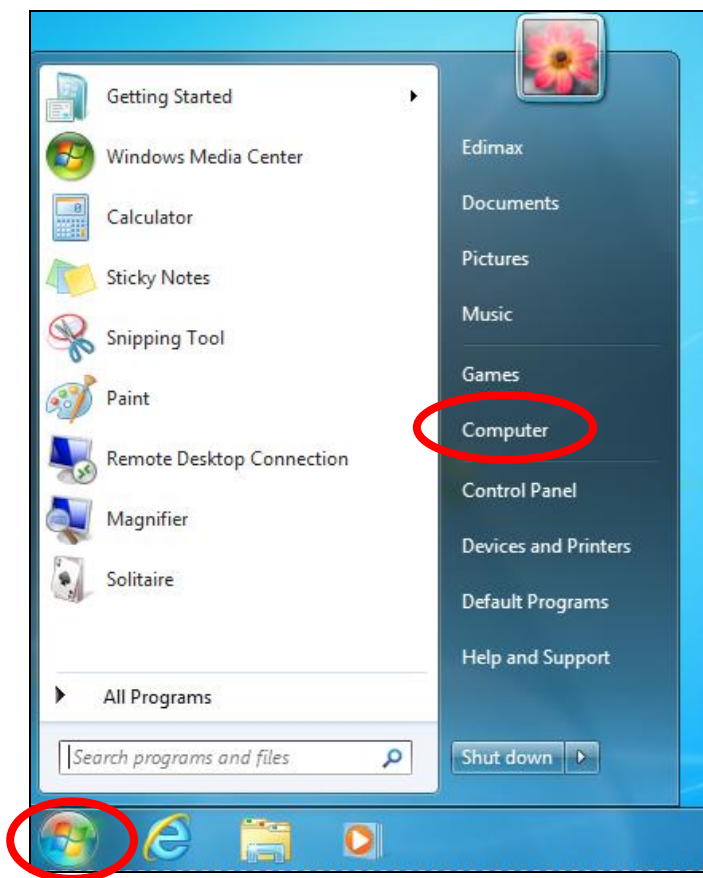 Getting Started
Windows Media Center
Calculator
Sticky Notes
Snipping Tool
Paint
Remote Desktop Connection
Magnifier
Solitaire
All Programs
Search programs and files
Edimax
Documents
Pictures
Music
Games
Computer
Control Panel
Devices and Printers
Default Programs
Help and Support
Shut down